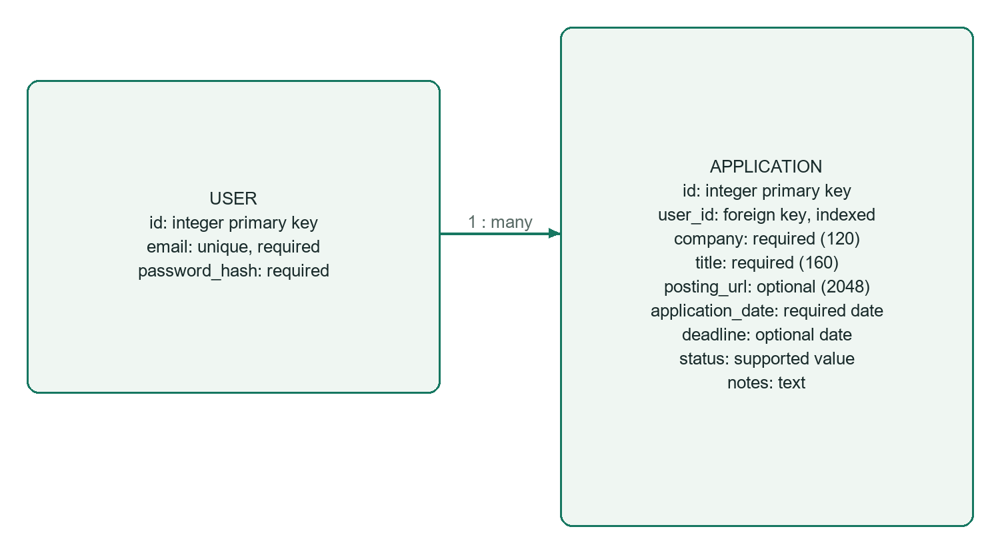 USER
id: integer primary key
email: unique, required
password_hash: required
1 : many
APPLICATION
id: integer primary key
user_id: foreign key, indexed
company: required (120)
title: required (160)
posting_url: optional (2048)
application_date: required date
deadline: optional date
status: supported value
notes: text